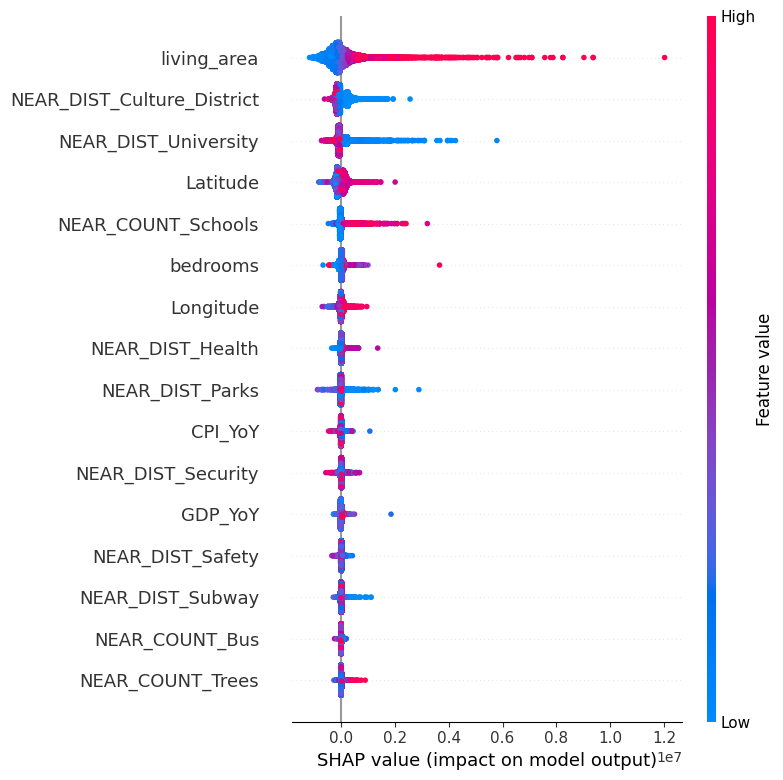 High
living_area
NEAR_DIST_Culture_District
NEAR_DIST_University
Latitude
NEAR_COUNT_Schools
bedrooms
Longitude
NEAR_DIST_Health
NEAR_DIST_Parks
CPI_YoY
NEAR_DIST_Security
GDP_YoY
NEAR_DIST_Safety
NEAR_DIST_Subway
NEAR_COUNT_Bus
NEAR_COUNT_Trees
Feature value
Low
0.0 0.2 0.4 0.6 0.8 1.0 1.2
SHAP value (impact on model output) 1e7